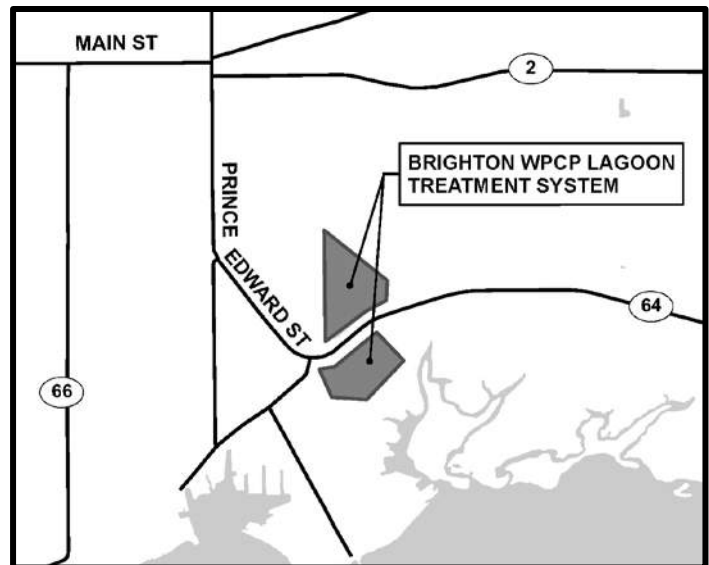 MAIN ST
2
BRIGHTON WPCP LAGOON
TREATMENT SYSTEM
PRINCE
EDWARD ST
64
66